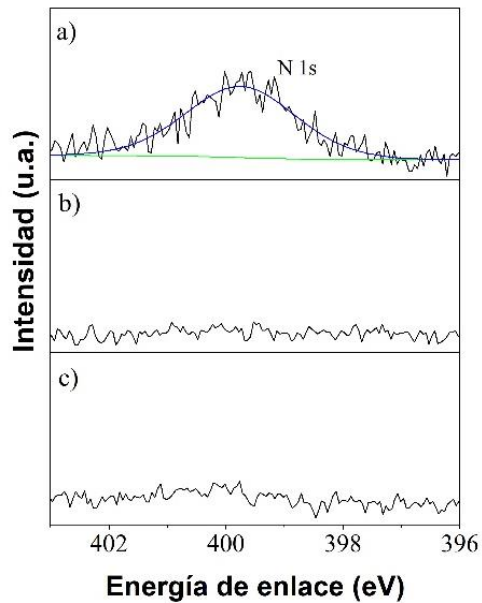 a)
N 1s
b)
c)
Intensidad (u.a.)
402 400 398 396
Energía de enlace (eV)